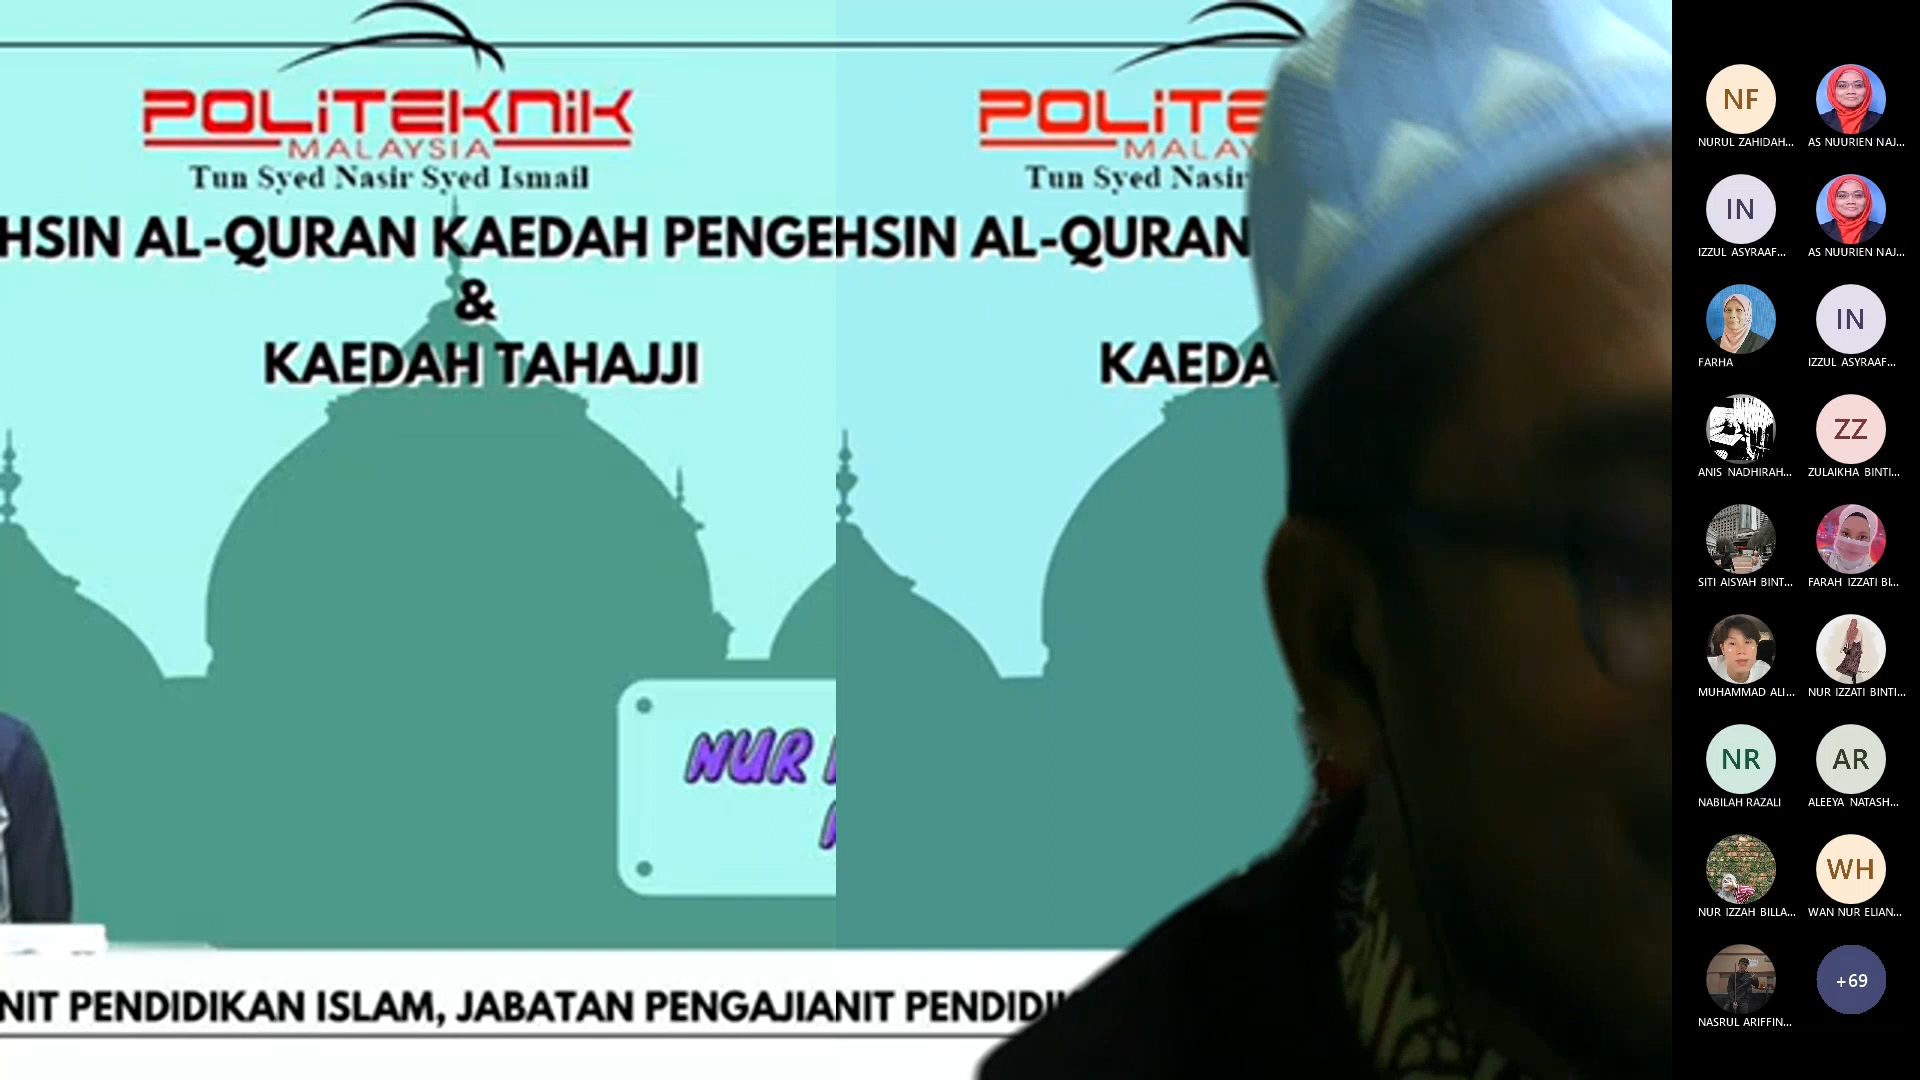 POLiTEKNiK
MALAYSIA
Tun Syed Nasir Syed Ismail
HSIN AL-QURAN KAEDAH PENGE
&
KAEDAH TAHAJJI
NUR
NIT PENDIDIKAN ISLAM, JABATAN PENGAJIAN
POLiTE
MALAY
Tun Syed Nasir
HSIN AL-QURAN
KAEDA
NIT PENDIDI
NF
NURUL ZAHIDAH...
AS NUURIEN NAJ...
IN
IZZUL ASYRAAF...
AS NUURIEN NAJ...
FARHA
IN
IZZUL ASYRAAF...
ANIS NADHIRAH...
ZZ
ZULAIKHA BINTI...
SITI AISYAH BINT...
FARAH IZZATI BI...
MUHAMMAD ALI...
NUR IZZATI BINTI...
NR
NABILAH RAZALI
AR
ALEEYA NATASH...
NUR IZZAH BILLA...
WH
WAN NUR ELIAN...
NASRUL ARIFFIN...
+69